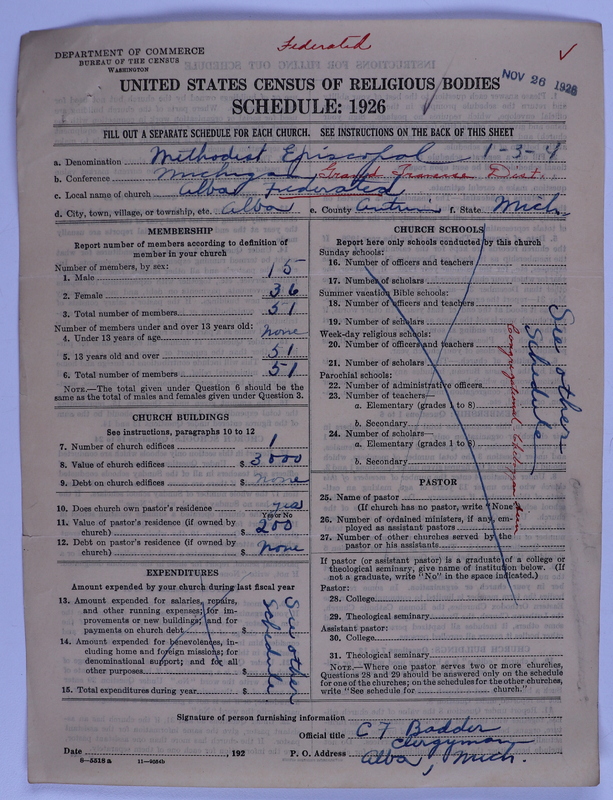 DEPARTMENT OF COMMERCE
BUREAU OF THE CENSUS
WASHINGTON
Federated
UNITED STATES CENSUS OF RELIGIOUS BODIES
NOV 26 1926
SCHEDULE: 1926
FILL OUT A SEPARATE SCHEDULE FOR EACH CHURCH. SEE INSTRUCTIONS ON THE BACK OF THIS SHEET
a. Denomination Methodist Episcopal 1-3-4
b. Conference Michigan Grand Traverse Dist.
c. Local name of church Alba Federated
d. City, town, village, or township, etc. Alba e. County Antrim f. State Mich.
MEMBERSHIP
Report number of members according to definition of
member in your church
Number of members, by sex:
1. Male 15
2. Female 36
3. Total number of members 51
Number of members under and over 13 years old:
4. Under 13 years of age none
5. 13 years old and over 51
6. Total number of members 51
NOTE.—The total given under Question 6 should be
same as the total of males and females given under Question 3.
CHURCH BUILDINGS
See instructions, paragraphs 10 to 12
7. Number of church edifices 1
8. Value of church edifices $ 3000
9. Debt on church edifices $ none
10. Does church own pastor's residence yes
Yes or No
11. Value of pastor's residence (if owned by
church) $ 200
12. Debt on pastor's residence (if owned by
church) $ none
EXPENDITURES
Amount expended by your church during last fiscal year
13. Amount expended for salaries, repairs,
and other running expenses; for im-
provements or new buildings; and for
payments on church debt $
14. Amount expended for benevolences, in-
cluding home and foreign missions; for
denominational support; and for all
other purposes $
15. Total expenditures during year $
See other
schedule.
CHURCH SCHOOLS
Report here only schools conducted by this church
Sunday schools:
16. Number of officers and teachers
17. Number of scholars
Summer vacation Bible schools:
18. Number of officers and teachers
19. Number of scholars
Week-day religious schools:
20. Number of officers and teachers
21. Number of scholars
Parochial schools:
22. Number of administrative officers
23. Number of teachers—
a. Elementary (grades 1 to 8)
b. Secondary
24. Number of scholars—
a. Elementary (grades 1 to 8)
b. Secondary
See other
Schedule
Congregational
PASTOR
25. Name of pastor
(If church has no pastor, write "None")
26. Number of ordained ministers, if any, em-
ployed as assistant pastors
27. Number of other churches served by the
pastor or his assistants
If pastor (or assistant pastor) is a graduate of a college or
theological seminary, give name of institution below. (If
not a graduate, write "No" in the space indicated.)
Pastor:
28. College
29. Theological seminary
Assistant pastor:
30. College
31. Theological seminary
NOTE.—Where one pastor serves two or more churches,
Questions 28 and 29 should be answered only on the schedule
for one of the churches; on the schedules for the other churches,
write "See schedule for church."
Signature of person furnishing information C F Badder
Official title Clergyman
Date , 192 P. O. Address Alba, Mich.
8-5518 a 11-9054b